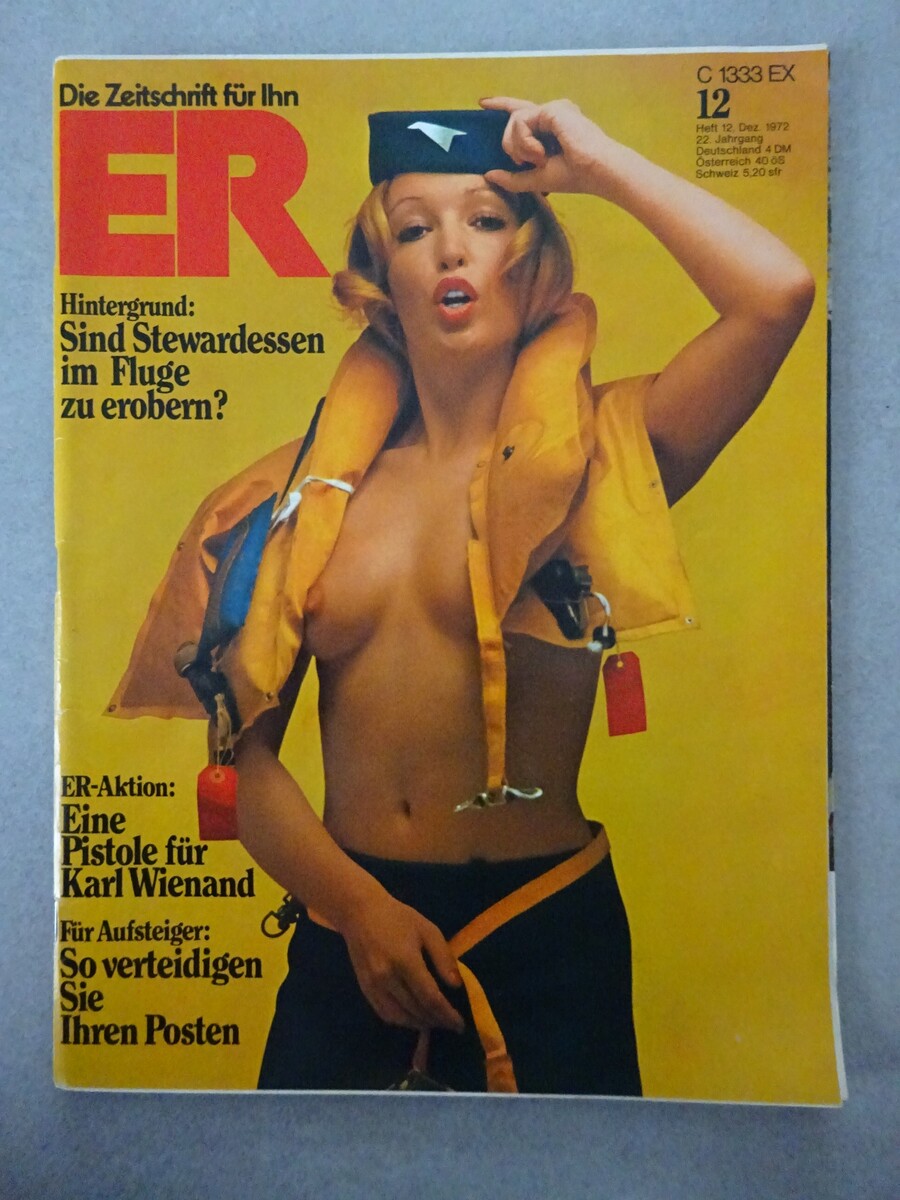 Die Zeitschrift für Ihn
ER
C 1333 EX
12
Heft 12. Dez. 1972
22. Jahrgang
Deutschland 4 DM
Österreich 40 öS
Schweiz 5,20 sfr
Hintergrund:
Sind Stewardessen
im Fluge
zu erobern?
ER-Aktion:
Eine
Pistole für
Karl Wienand
Für Aufsteiger:
So verteidigen
Sie
Ihren Posten